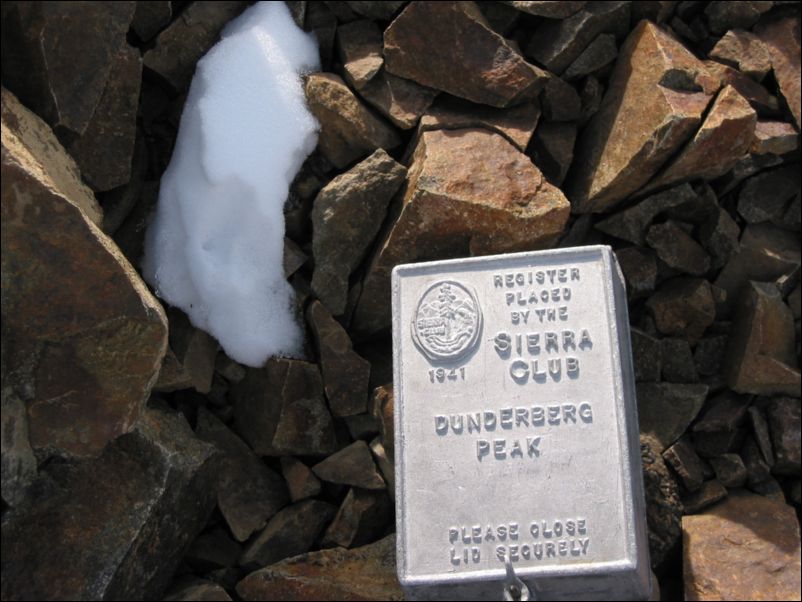 REGISTER
PLACED
BY THE
SIERRA
CLUB
1941
DUNDERBERG
PEAK
PLEASE CLOSE
LID SECURELY